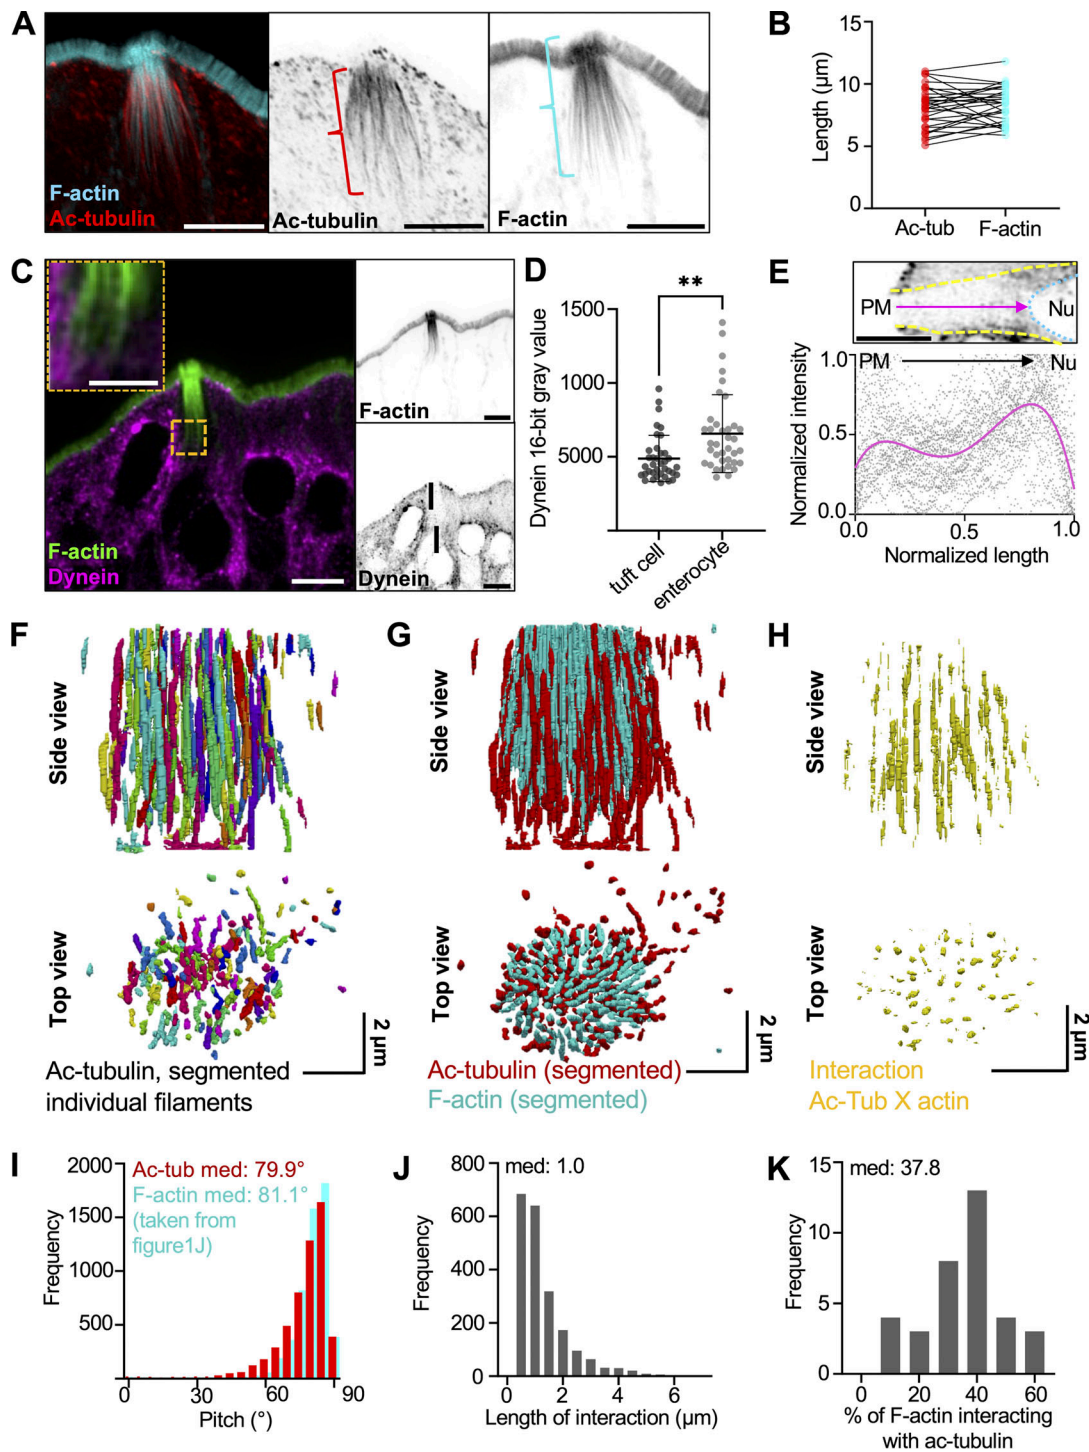 A
F-actin
Ac-tubulin
Ac-tubulin
F-actin
B
Length (µm)
15
10
5
0
Ac-tub
F-actin
C
F-actin
Dynein
F-actin
Dynein
D
**
Dynein 16-bit gray value
1500
1000
5000
tuft cell
enterocyte
E
PM
Nu
PM
Nu
Normalized intensity
1.0
0.5
0.0
0.0
0.5
1.0
Normalized length
F
Side view
Top view
2 µm
Ac-tubulin, segmented
individual filaments
G
Side view
Top view
2 µm
Ac-tubulin (segmented)
F-actin (segmented)
H
Side view
Top view
2 µm
Interaction
Ac-Tub X actin
I
Ac-tub med: 79.9°
F-actin med: 81.1°
(taken from
figure1J)
Frequency
2000
1500
1000
500
0
30
60
90
Pitch (°)
J
med: 1.0
Frequency
800
600
400
200
0
0
2
4
6
Length of interaction (µm)
K
med: 37.8
Frequency
15
10
5
0
0
20
40
60
% of F-actin interacting
with ac-tubulin